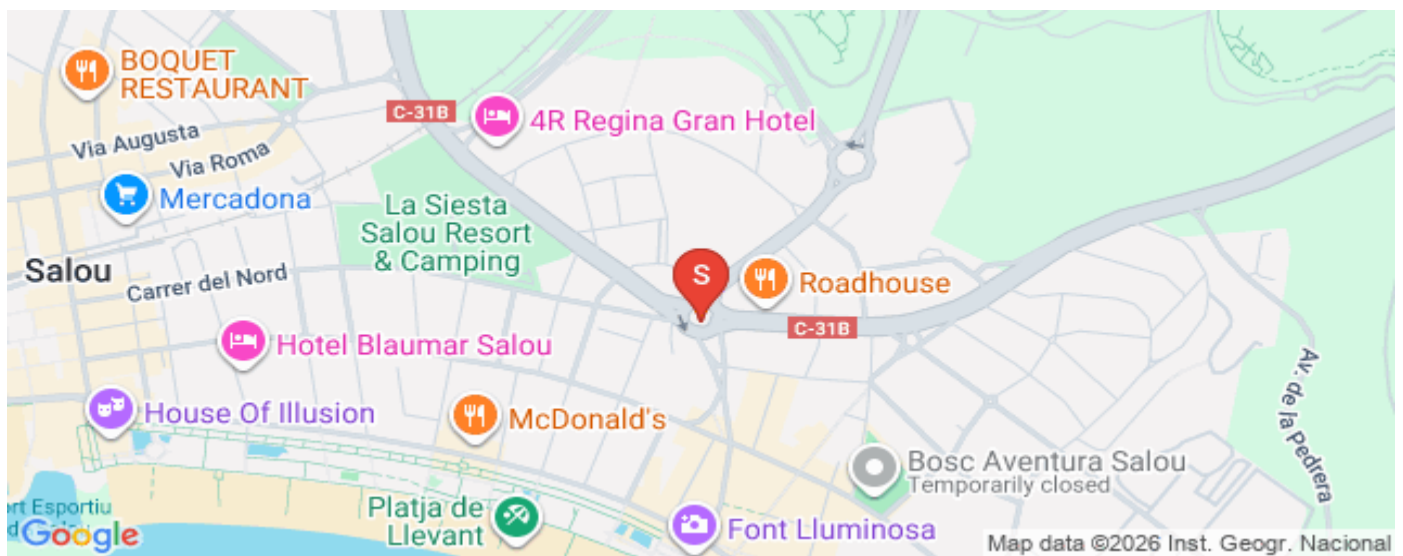 BOQUET
RESTAURANT
C-31B
4R Regina Gran Hotel
Via Augusta
Via Roma
Mercadona
La Siesta
Salou Resort
& Camping
Salou
Carrer del Nord
S
Roadhouse
C-31B
Hotel Blaumar Salou
Av. de la Pedrera
House Of Illusion
McDonald's
Bosc Aventura Salou
Temporarily closed
rt Esportiu
Platja de
Llevant
Font Lluminosa
Google
Map data ©2026 Inst. Geogr. Nacional